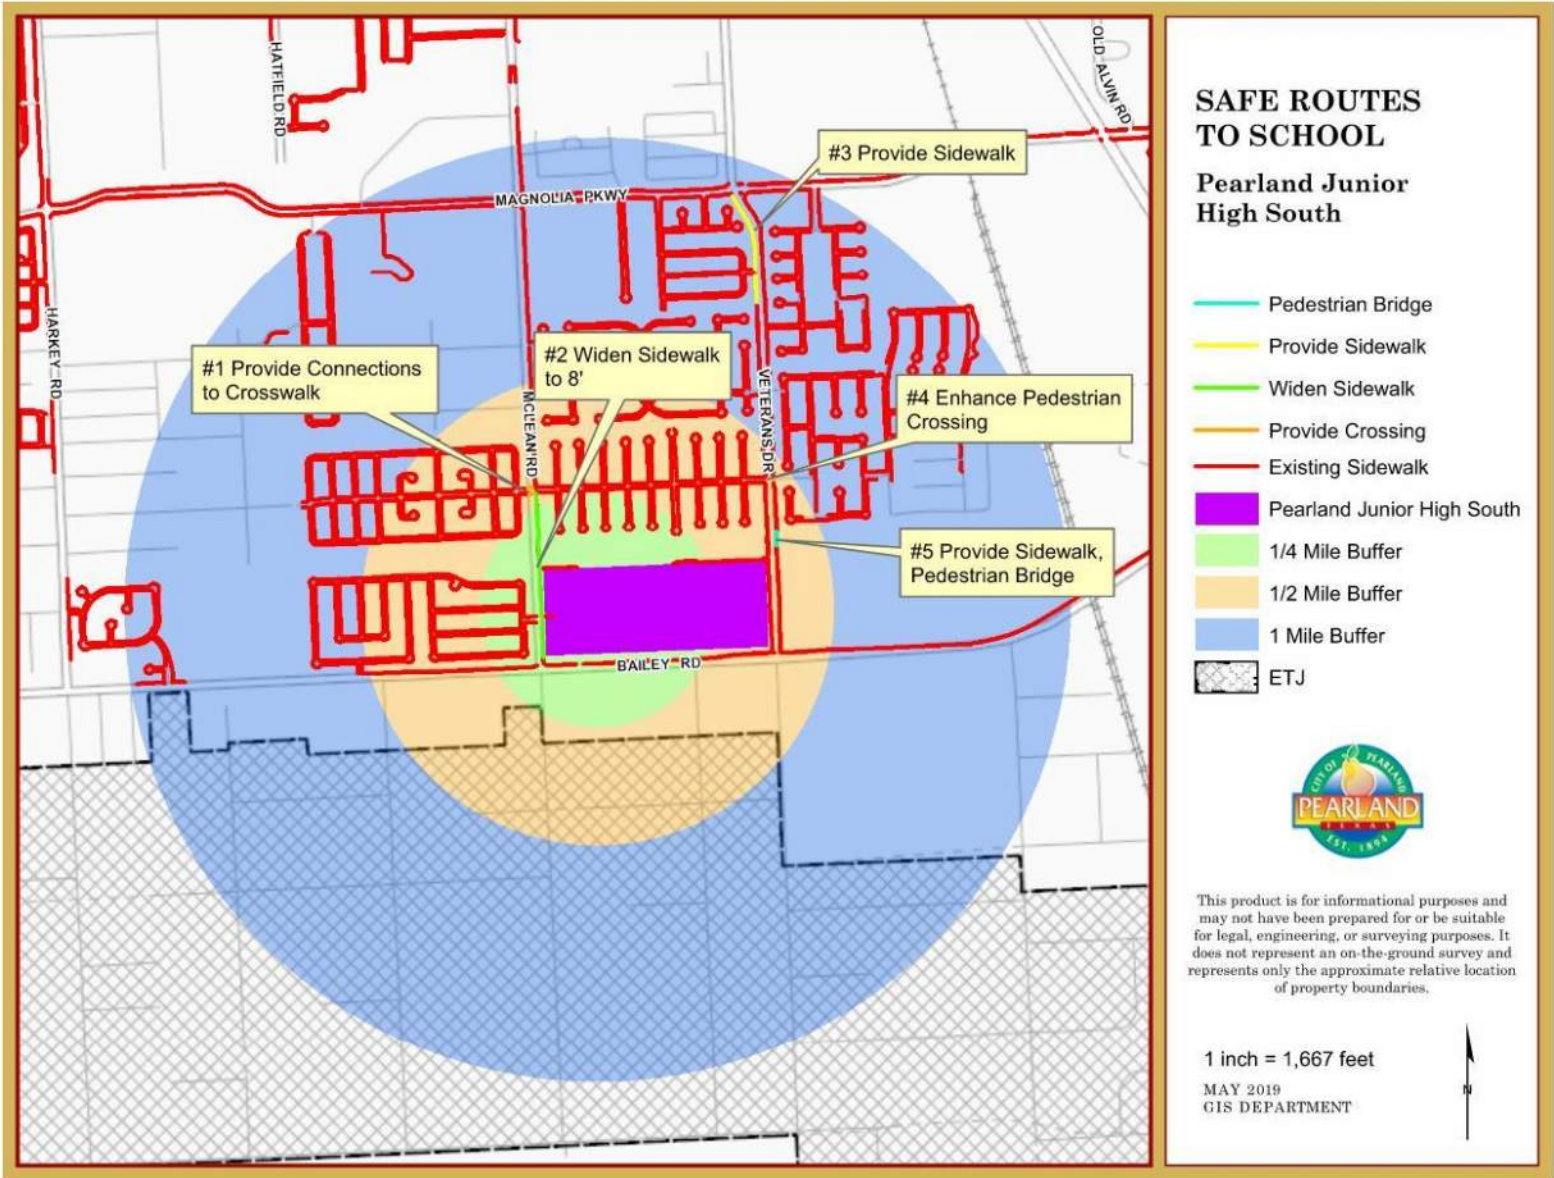 HATFIELD RD
OLD ALVIN RD
#3 Provide Sidewalk
MAGNOLIA PKWY
HARKEY RD
#1 Provide Connections
to Crosswalk
#2 Widen Sidewalk
to 8'
MCLEAN RD
VETERANS DR
#4 Enhance Pedestrian
Crossing
#5 Provide Sidewalk,
Pedestrian Bridge
BAILEY RD
SAFE ROUTES
TO SCHOOL
Pearland Junior
High South
Pedestrian Bridge
Provide Sidewalk
Widen Sidewalk
Provide Crossing
Existing Sidewalk
Pearland Junior High South
1/4 Mile Buffer
1/2 Mile Buffer
1 Mile Buffer
ETJ
CITY OF PEARLAND
PEARLAND
TEXAS
EST. 1894
This product is for informational purposes and
may not have been prepared for or be suitable
for legal, engineering, or surveying purposes. It
does not represent an on-the-ground survey and
represents only the approximate relative location
of property boundaries.
1 inch = 1,667 feet
MAY 2019
GIS DEPARTMENT
N